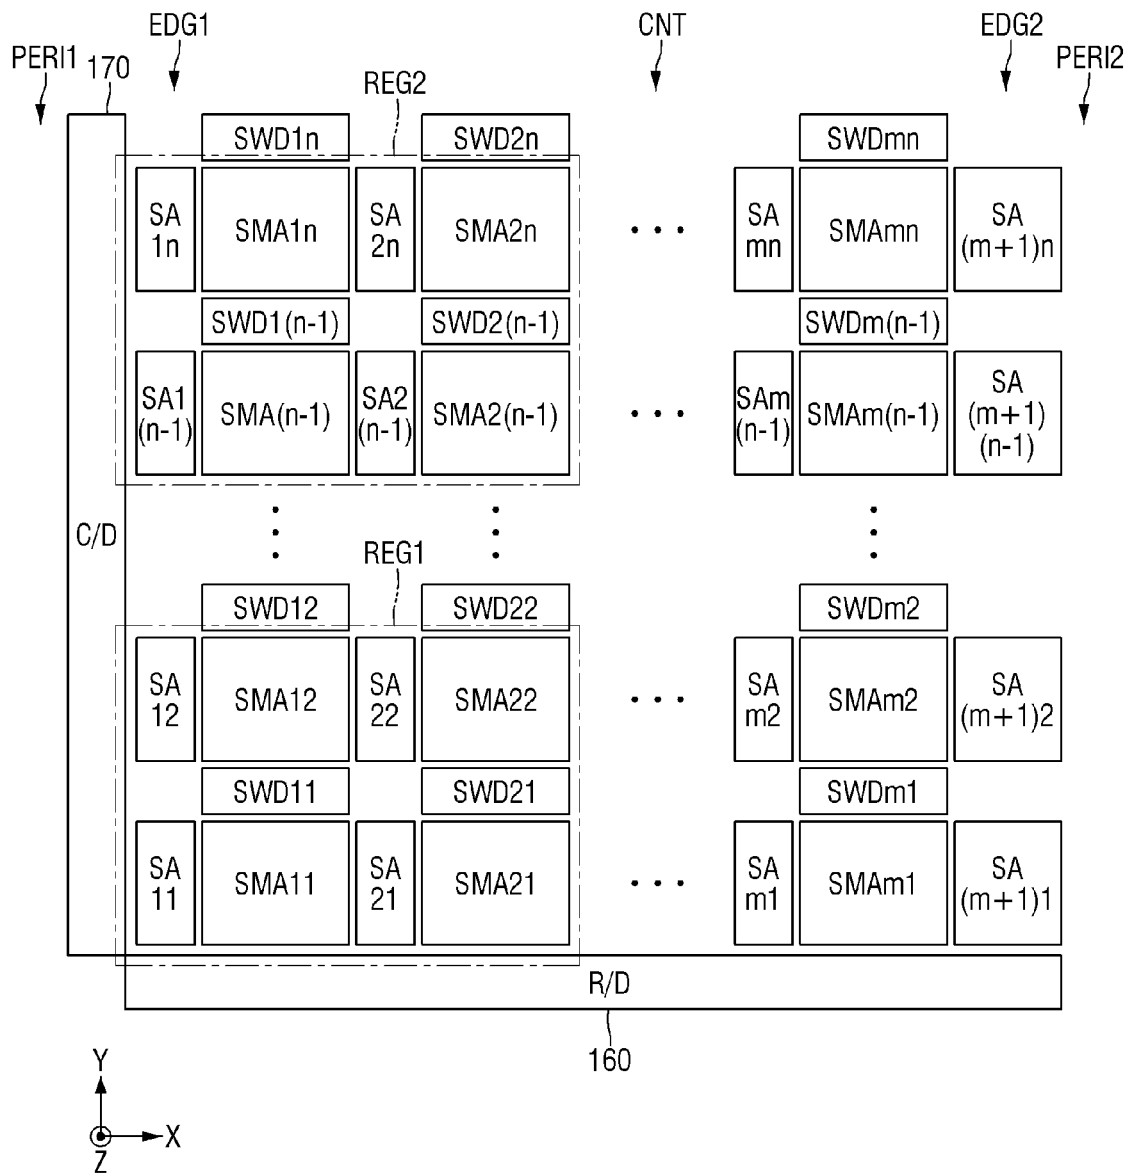 EDG1
CNT
EDG2
PERI1
170
REG2
PERI2
SWD1n
SWD2n
SWDmn
SA
1n
SMA1n
SA
2n
SMA2n
SA
mn
SMAmn
SA
(m+1)n
SWD1(n-1)
SWD2(n-1)
SWDm(n-1)
SA1
(n-1)
SMA(n-1)
SA2
(n-1)
SMA2(n-1)
SAm
(n-1)
SMAm(n-1)
SA
(m+1)
(n-1)
C/D
REG1
SWD12
SWD22
SWDm2
SA
12
SMA12
SA
22
SMA22
SA
m2
SMAm2
SA
(m+1)2
SWD11
SWD21
SWDm1
SA
11
SMA11
SA
21
SMA21
SA
m1
SMAm1
SA
(m+1)1
R/D
160
Y
X
Z